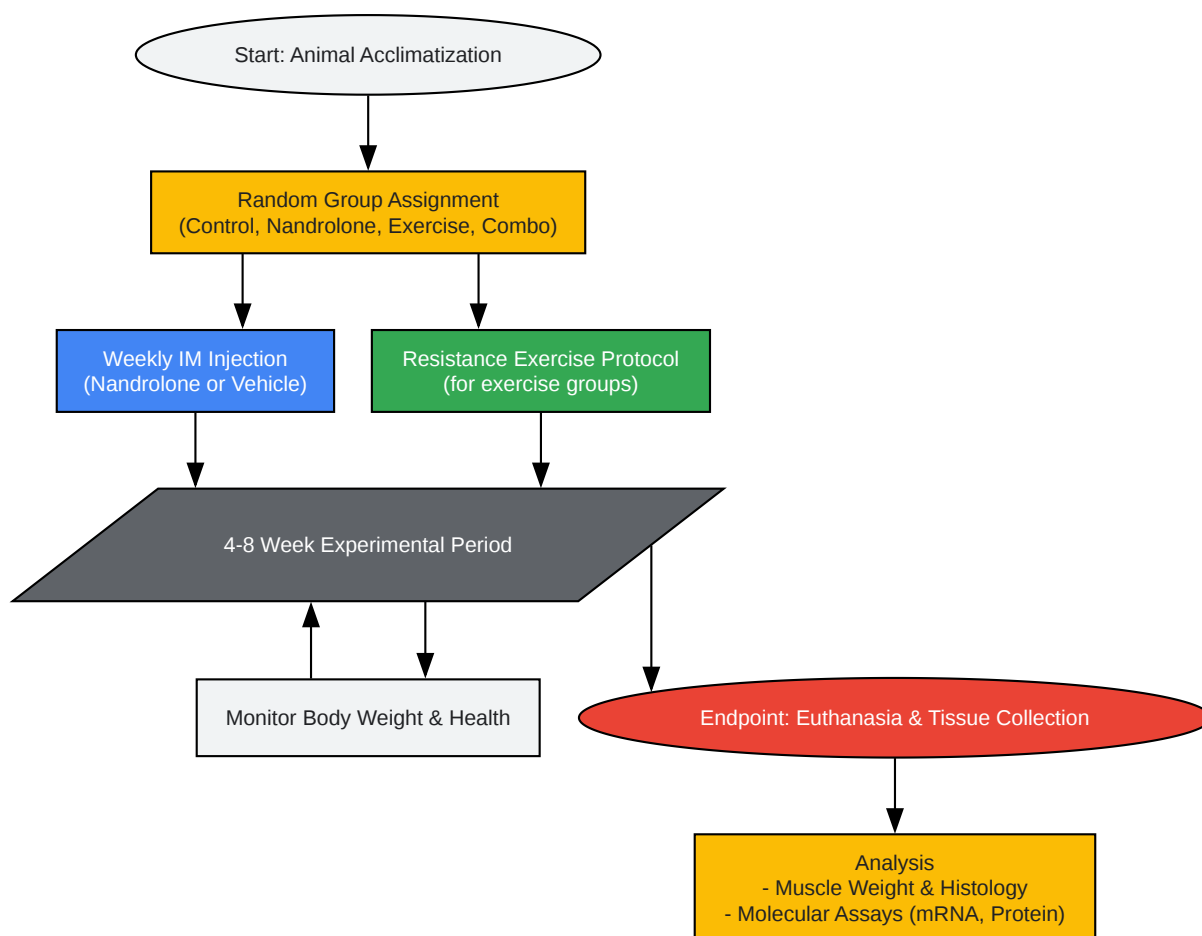 Start: Animal Acclimatization
Random Group Assignment
(Control, Nandrolone, Exercise, Combo)
Weekly IM Injection
(Nandrolone or Vehicle)
Resistance Exercise Protocol
(for exercise groups)
4-8 Week Experimental Period
Monitor Body Weight & Health
Endpoint: Euthanasia & Tissue Collection
Analysis
- Muscle Weight & Histology
- Molecular Assays (mRNA, Protein)